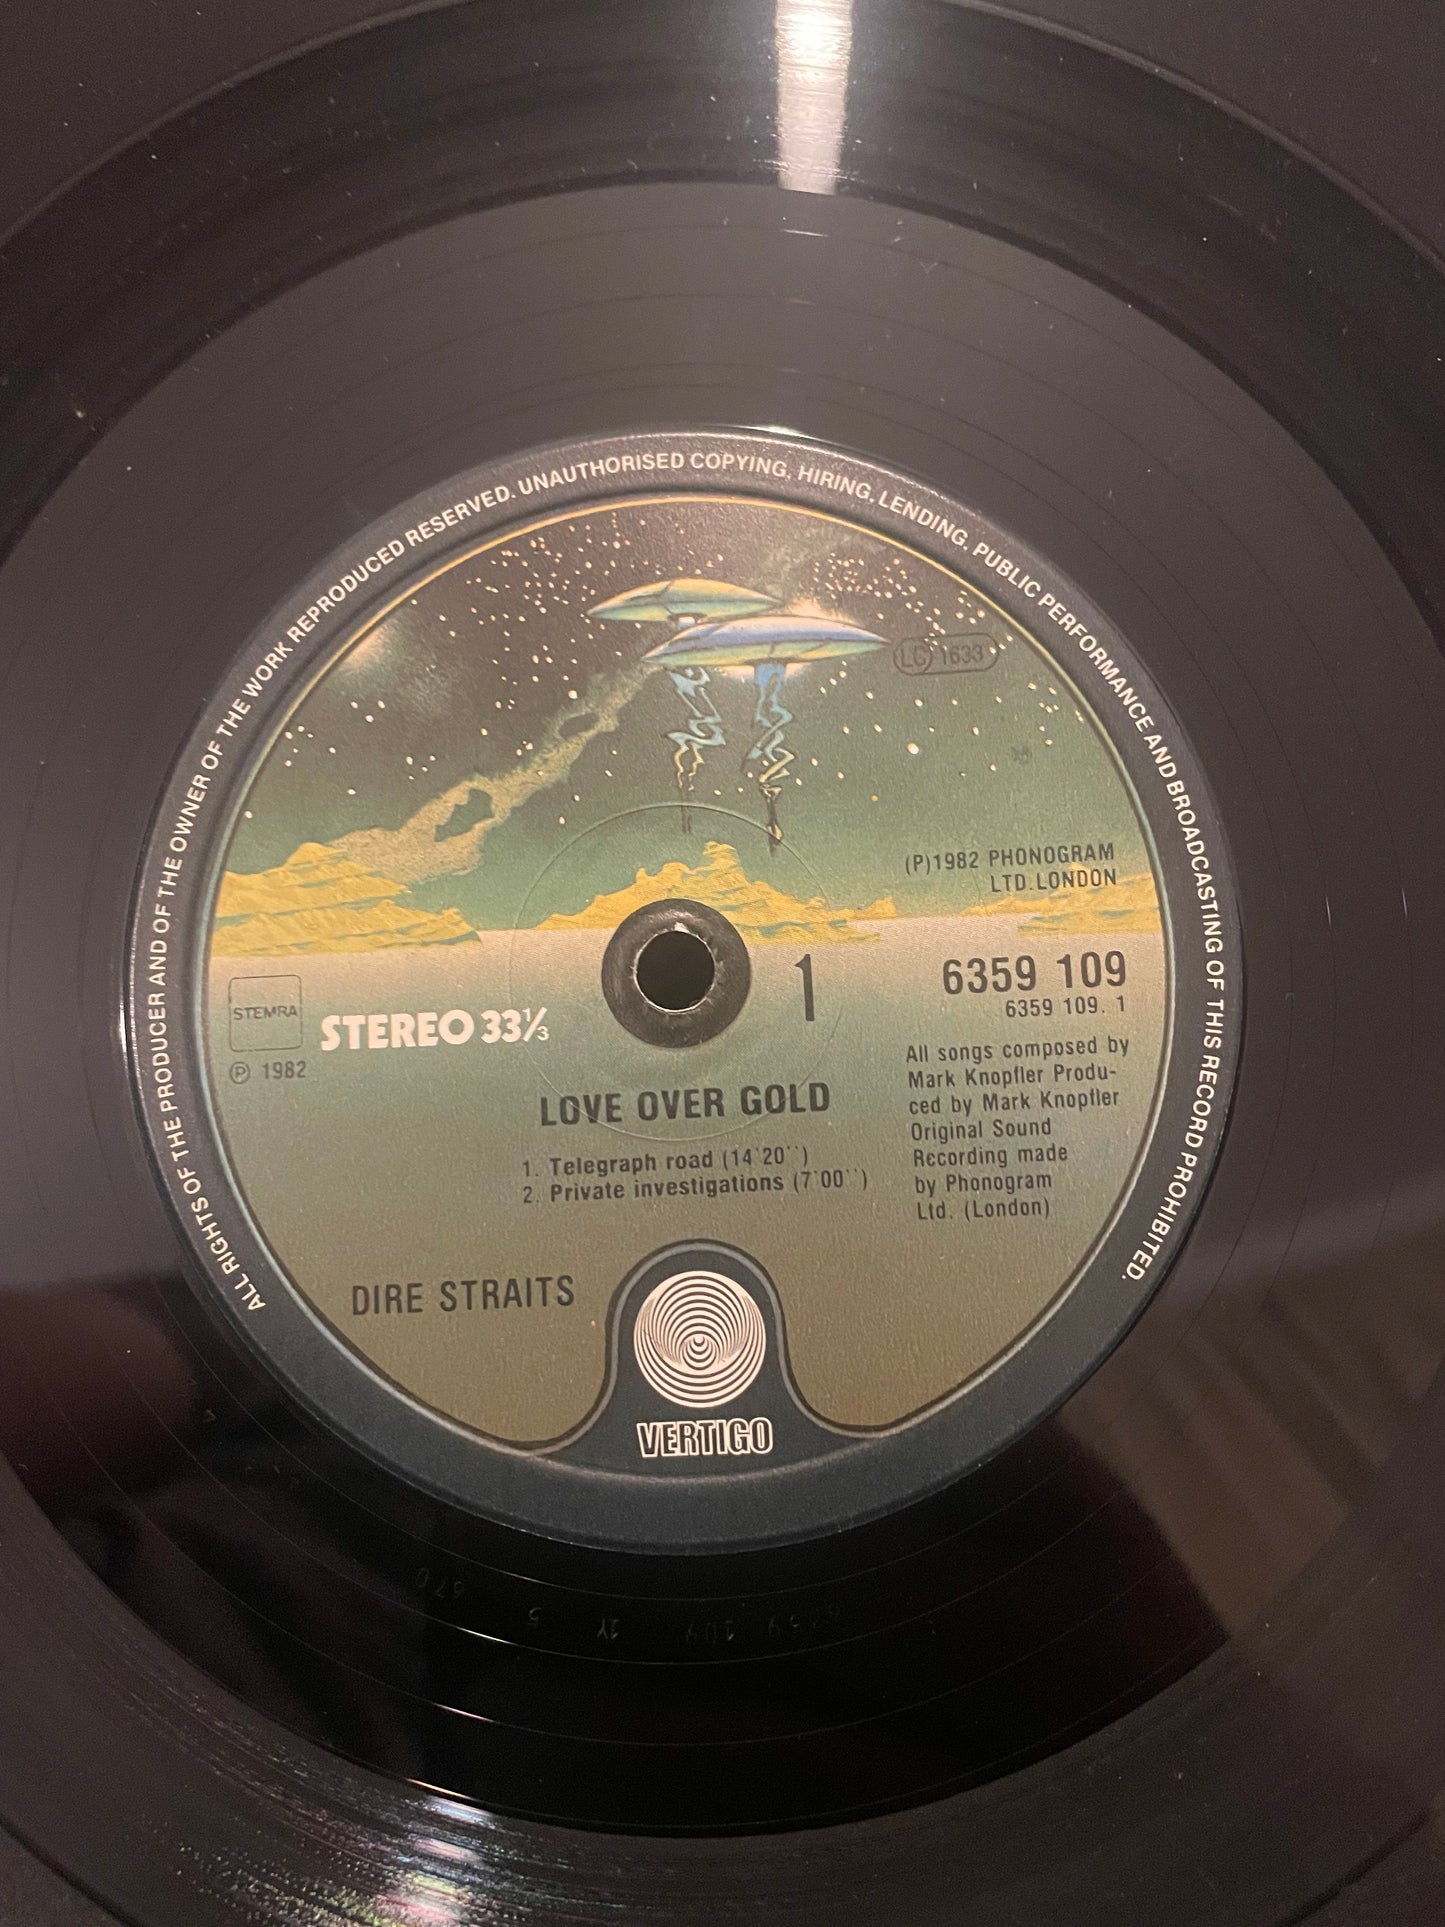 ALL RIGHTS OF THE PRODUCER AND OF THE OWNER OF THE WORK REPRODUCED RESERVED. UNAUTHORISED COPYING, HIRING, LENDING, PUBLIC PERFORMANCE AND BROADCASTING OF THIS RECORD PROHIBITED.
LC 1633
(P)1982 PHONOGRAM
LTD.LONDON
STEMRA
Ⓟ 1982
STEREO 33⅓
1
6359 109
6359 109. 1
All songs composed by
Mark Knopfler Produ-
ced by Mark Knopfler
Original Sound
Recording made
by Phonogram
Ltd. (London)
LOVE OVER GOLD
1. Telegraph road (14'20'')
2. Private investigations (7'00'')
DIRE STRAITS
VERTIGO
670
5
1Y
109